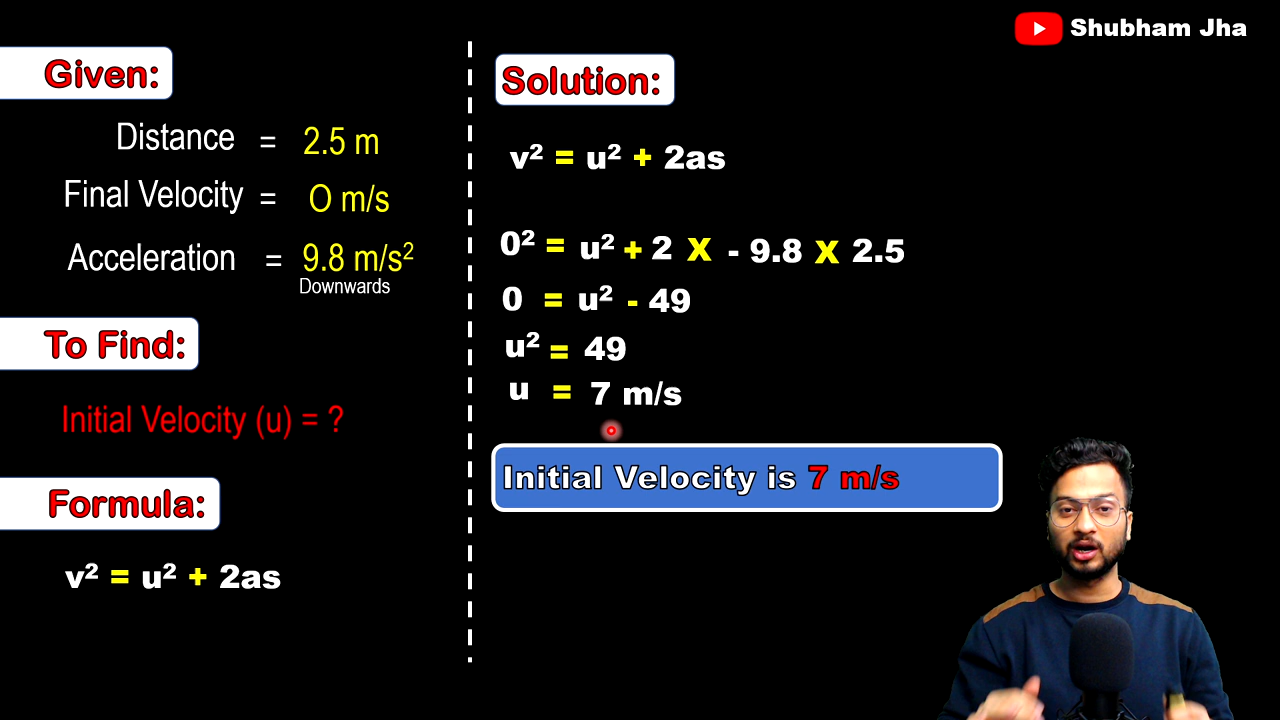 Shubham Jha
Given:
Distance = 2.5 m
Final Velocity = O m/s
Acceleration = 9.8 m/s²
Downwards
To Find:
Initial Velocity (u) = ?
Formula:
v² = u² + 2as
Solution:
v² = u² + 2as
0² = u² + 2 X - 9.8 X 2.5
0 = u² - 49
u² = 49
u = 7 m/s
Initial Velocity is 7 m/s